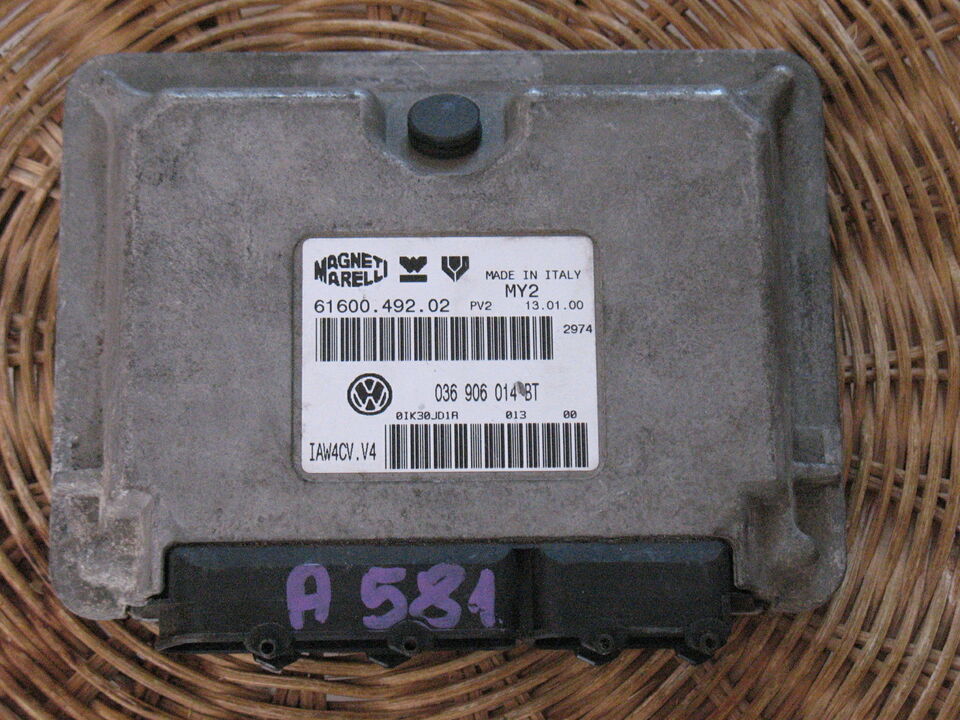 MAGNETI MARELLI
MADE IN ITALY
MY2
61600.492.02 PV2 13.01.00
2974
VW 036 906 014 BT
0IK30JD1A 013 00
IAW4CV.V4
A 581